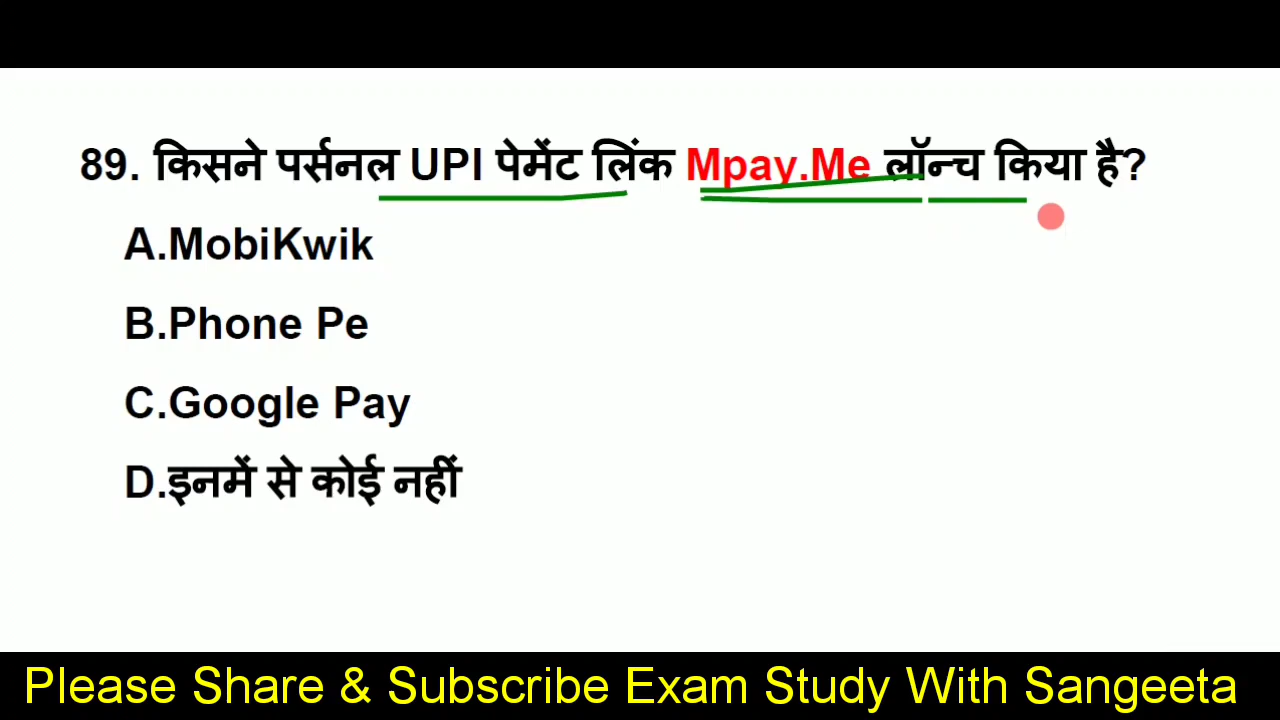 89. किसने पर्सनल UPI पेमेंट लिंक Mpay.Me लॉन्च किया है?
A.MobiKwik
B.Phone Pe
C.Google Pay
D.इनमें से कोई नहीं
Please Share & Subscribe Exam Study With Sangeeta